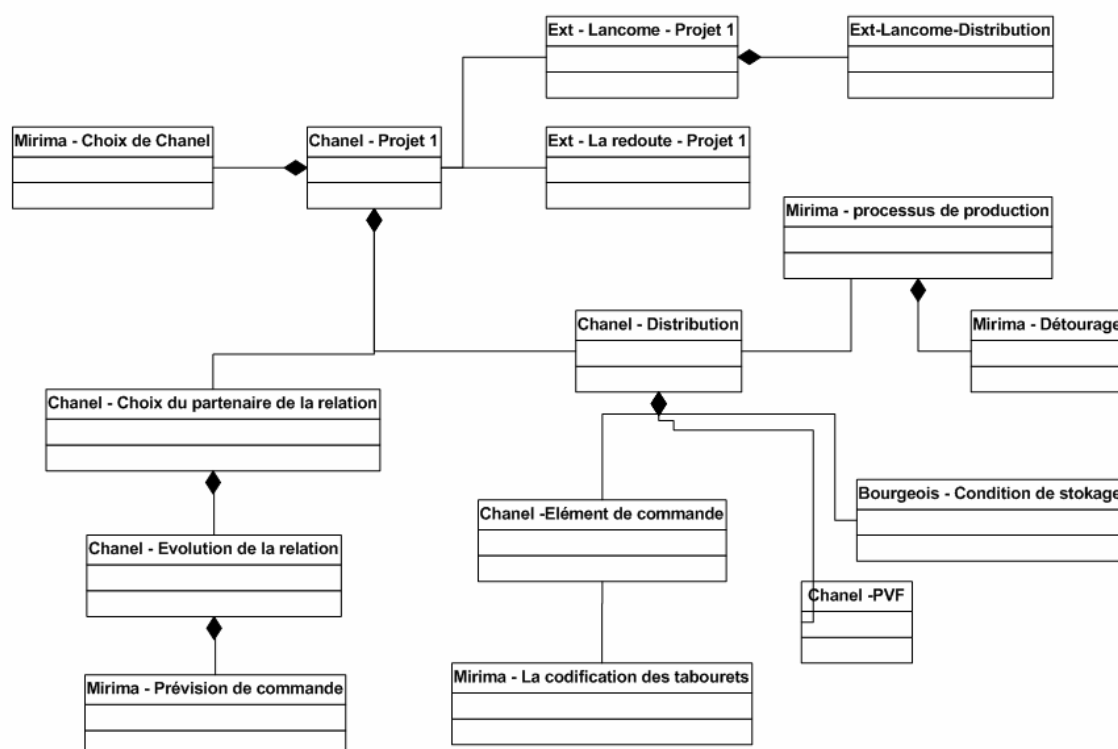 Ext - Lancome - Projet 1
Ext-Lancome-Distribution
Mirima - Choix de Chanel
Chanel - Projet 1
Ext - La redoute - Projet 1
Mirima - processus de production
Chanel - Distribution
Mirima - Détourage
Chanel - Choix du partenaire de la relation
Bourgeois - Condition de stokage
Chanel -Elément de commande
Chanel - Evolution de la relation
Chanel -PVF
Mirima - La codification des tabourets
Mirima - Prévision de commande